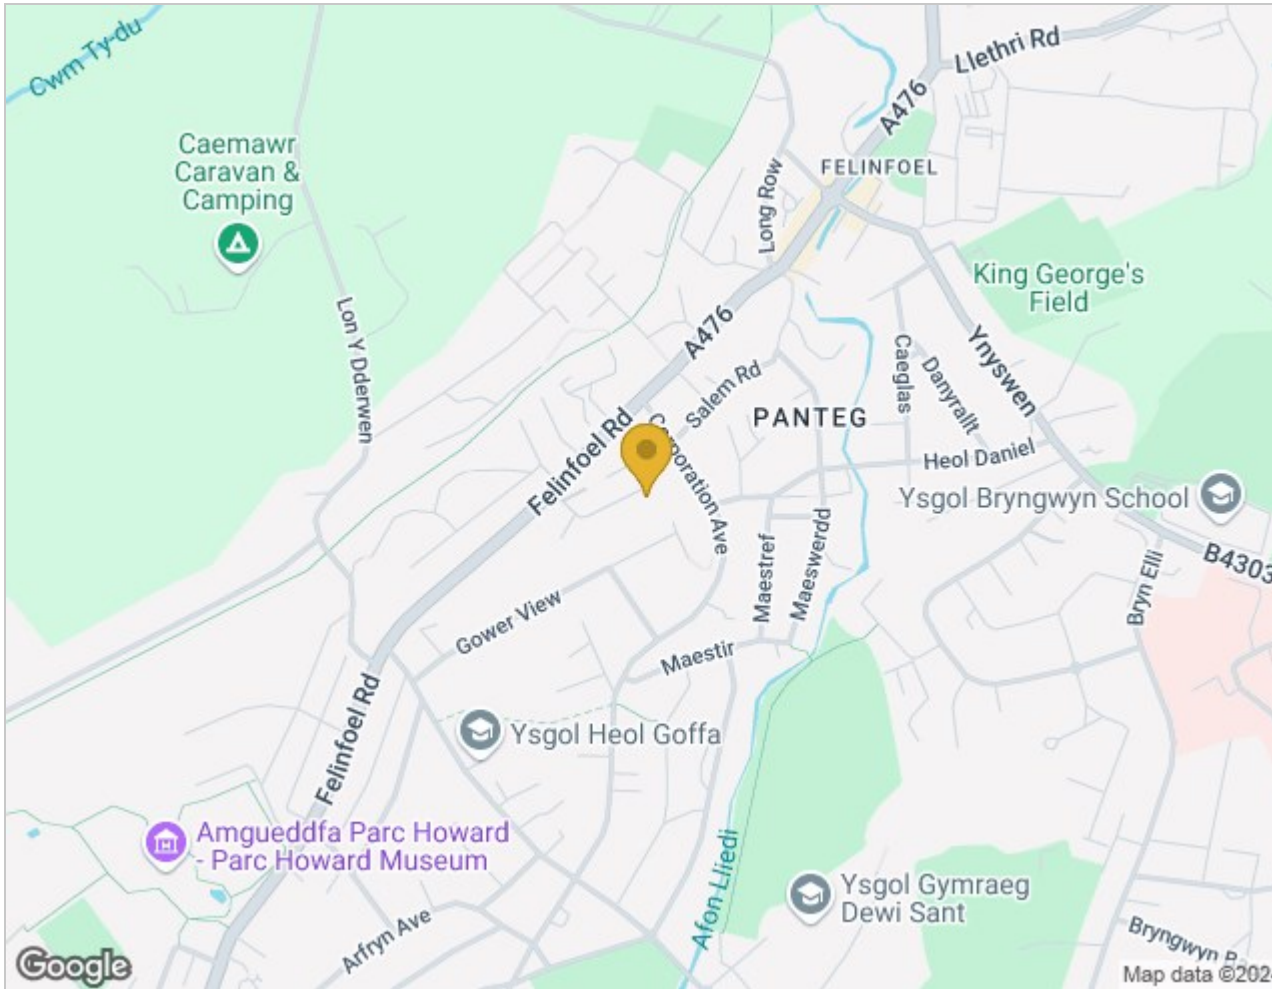 Cwm Ty-du
Llethri Rd
A476
Caemawr
Caravan &
Camping
FELINFOEL
Long Row
King George's
Field
Lon Y Dderwen
A476
Ynyswen
Caeglas
Danyrallt
Salem Rd
PANTEG
Felinfoel Rd
Corporation Ave
Heol Daniel
Ysgol Bryngwyn School
B4303
Maestref
Maeswerdd
Bryn Elli
Gower View
Maestir
Felinfoel Rd
Ysgol Heol Goffa
Amgueddfa Parc Howard
- Parc Howard Museum
Afon Lliedi
Ysgol Gymraeg
Dewi Sant
Arfryn Ave
Bryngwyn
Google
Map data ©2024